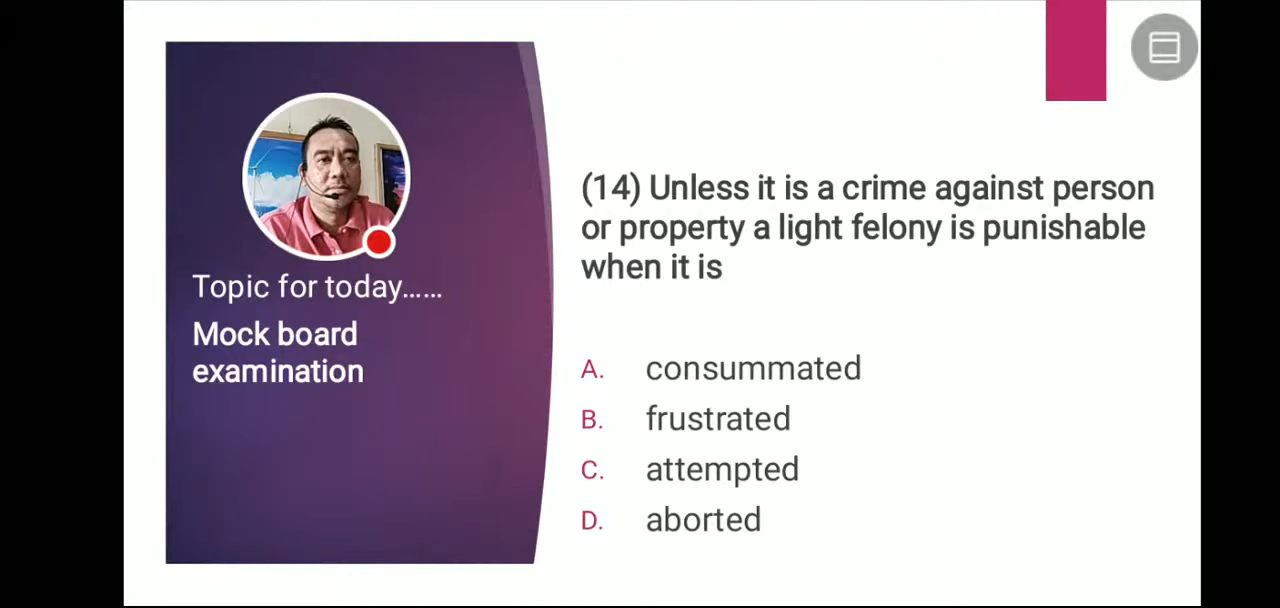 Topic for today......
Mock board
examination
(14) Unless it is a crime against person
or property a light felony is punishable
when it is
A. consummated
B. frustrated
C. attempted
D. aborted